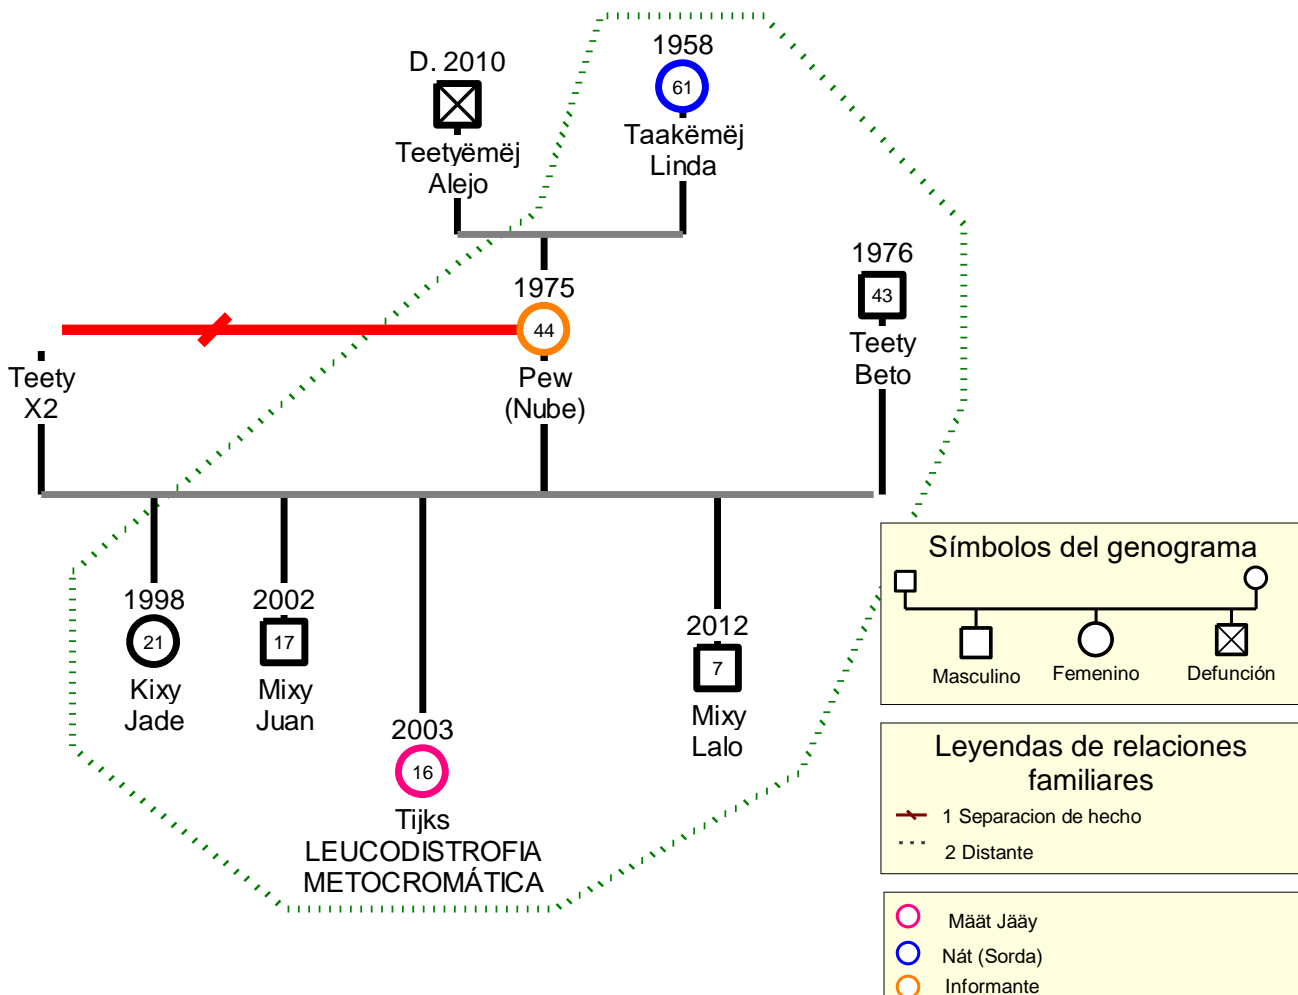 D. 2010
Teetyëmëj
Alejo
1958
61
Taakëmëj
Linda
1975
44
Pew
(Nube)
1976
43
Teety
Beto
Teety
X2
1998
21
Kixy
Jade
2002
17
Mixy
Juan
2003
16
Tijks
LEUCODISTROFIA
METOCROMÁTICA
2012
7
Mixy
Lalo
Símbolos del genograma
Masculino
Femenino
Defunción
Leyendas de relaciones
familiares
1 Separacion de hecho
2 Distante
Määt Jääy
Nát (Sorda)
Informante